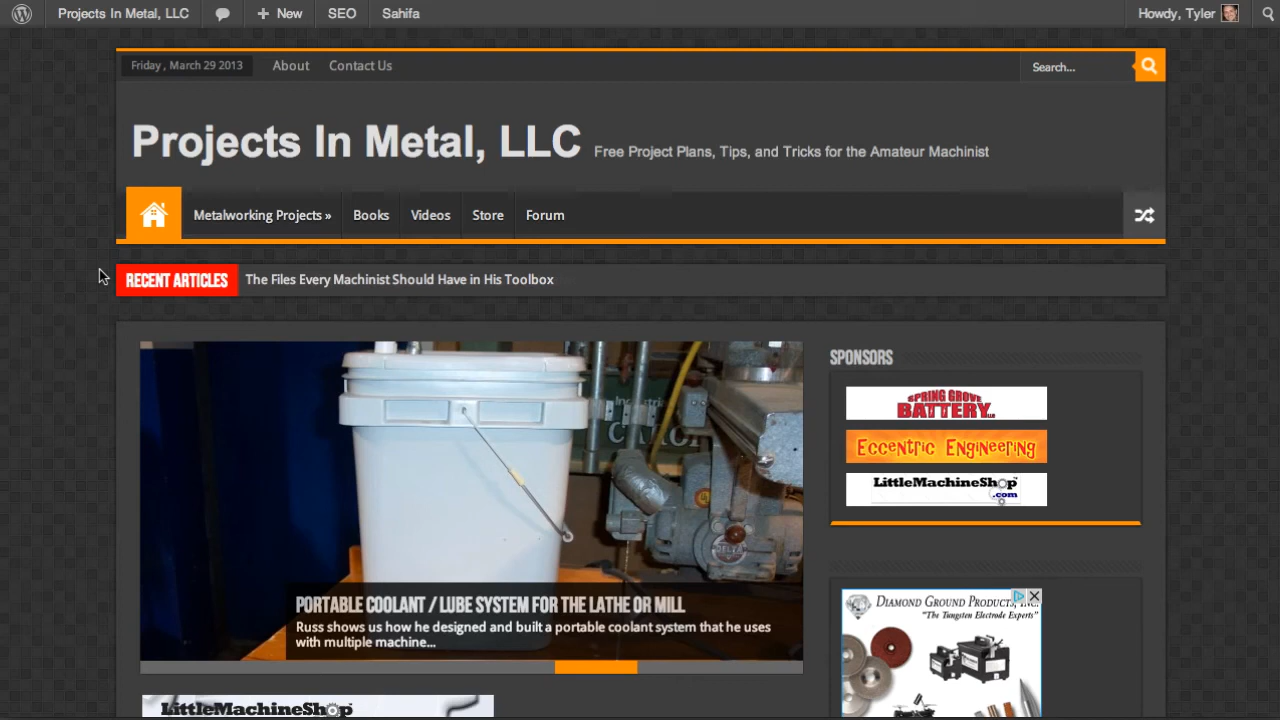 Projects In Metal, LLC
New
SEO
Sahifa
Howdy, Tyler
Friday , March 29 2013
About
Contact Us
Search...
Projects In Metal, LLC
Free Project Plans, Tips, and Tricks for the Amateur Machinist
Metalworking Projects »
Books
Videos
Store
Forum
RECENT ARTICLES
The Files Every Machinist Should Have in His Toolbox
SPONSORS
SPRING GROVE
BATTERY LLC
Eccentric Engineering
LittleMachineShop
.com
DELTA
PORTABLE COOLANT / LUBE SYSTEM FOR THE LATHE OR MILL
Russ shows us how he designed and built a portable coolant system that he uses
with multiple machine...
DIAMOND GROUND PRODUCTS, INC.
"The Tungsten Electrode Experts"
LittleMachineShop